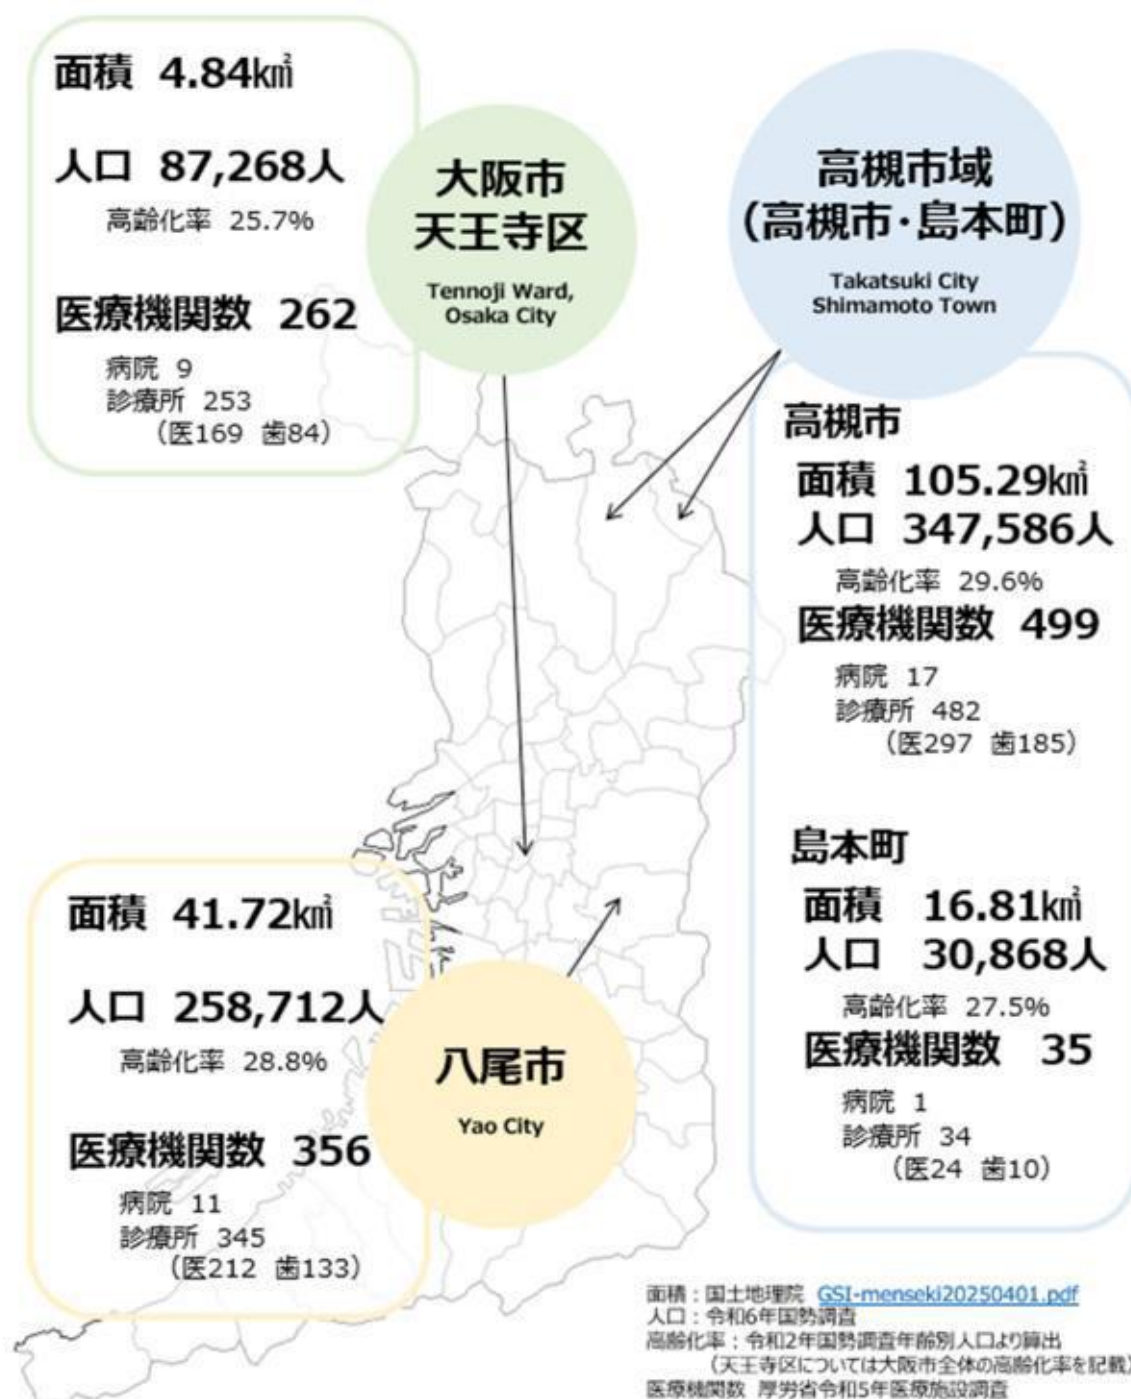 面積 4.84k㎡
人口 87,268人
高齢化率 25.7%
医療機関数 262
病院 9
診療所 253
（医169 歯84）
大阪市
天王寺区
Tennoji Ward,
Osaka City
高槻市域
（高槻市・島本町）
Takatsuki City
Shimamoto Town
高槻市
面積 105.29k㎡
人口 347,586人
高齢化率 29.6%
医療機関数 499
病院 17
診療所 482
（医297 歯185）
島本町
面積 16.81k㎡
人口 30,868人
高齢化率 27.5%
医療機関数 35
病院 1
診療所 34
（医24 歯10）
面積 41.72k㎡
人口 258,712人
高齢化率 28.8%
医療機関数 356
病院 11
診療所 345
（医212 歯133）
八尾市
Yao City
面積：国土地理院 GSI-menseki20250401.pdf
人口：令和6年国勢調査
高齢化率：令和2年国勢調査年齢別人口より算出
（天王寺区については大阪市全体の高齢化率を記載）
医療機関数 厚労省令和5年医療施設調査